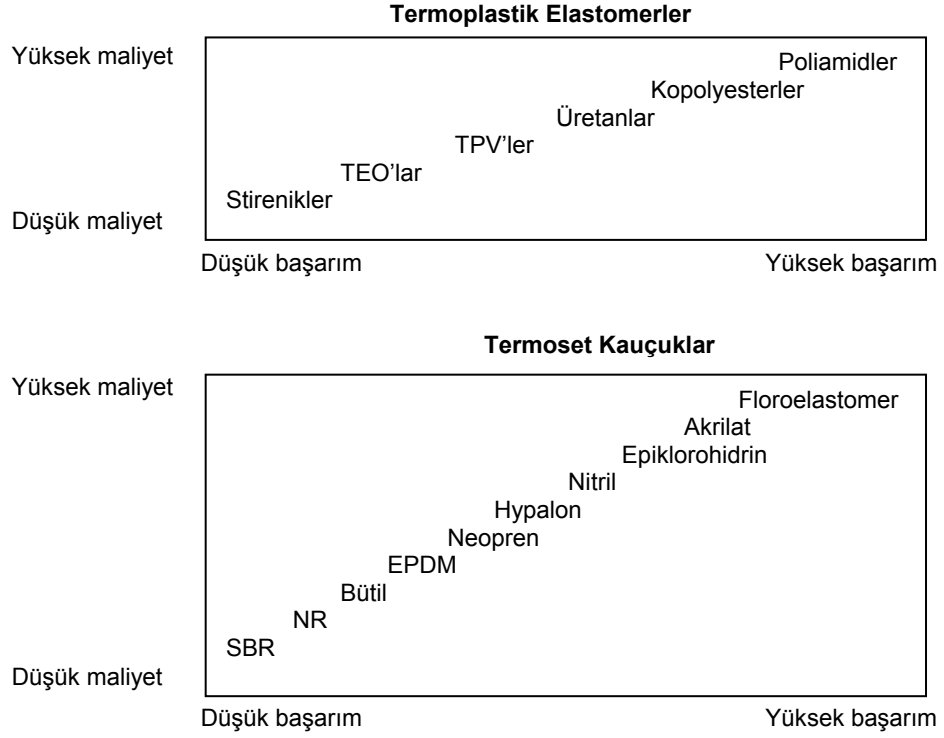 Termoplastik Elastomerler
Yüksek maliyet
Poliamidler
Kopolyesterler
Üretanlar
TPV’ler
TEO’lar
Stirenikler
Düşük maliyet
Düşük başarım Yüksek başarım
Termoset Kauçuklar
Yüksek maliyet
Floroelastomer
Akrilat
Epiklorohidrin
Nitril
Hypalon
Neopren
EPDM
Bütil
NR
SBR
Düşük maliyet
Düşük başarım Yüksek başarım